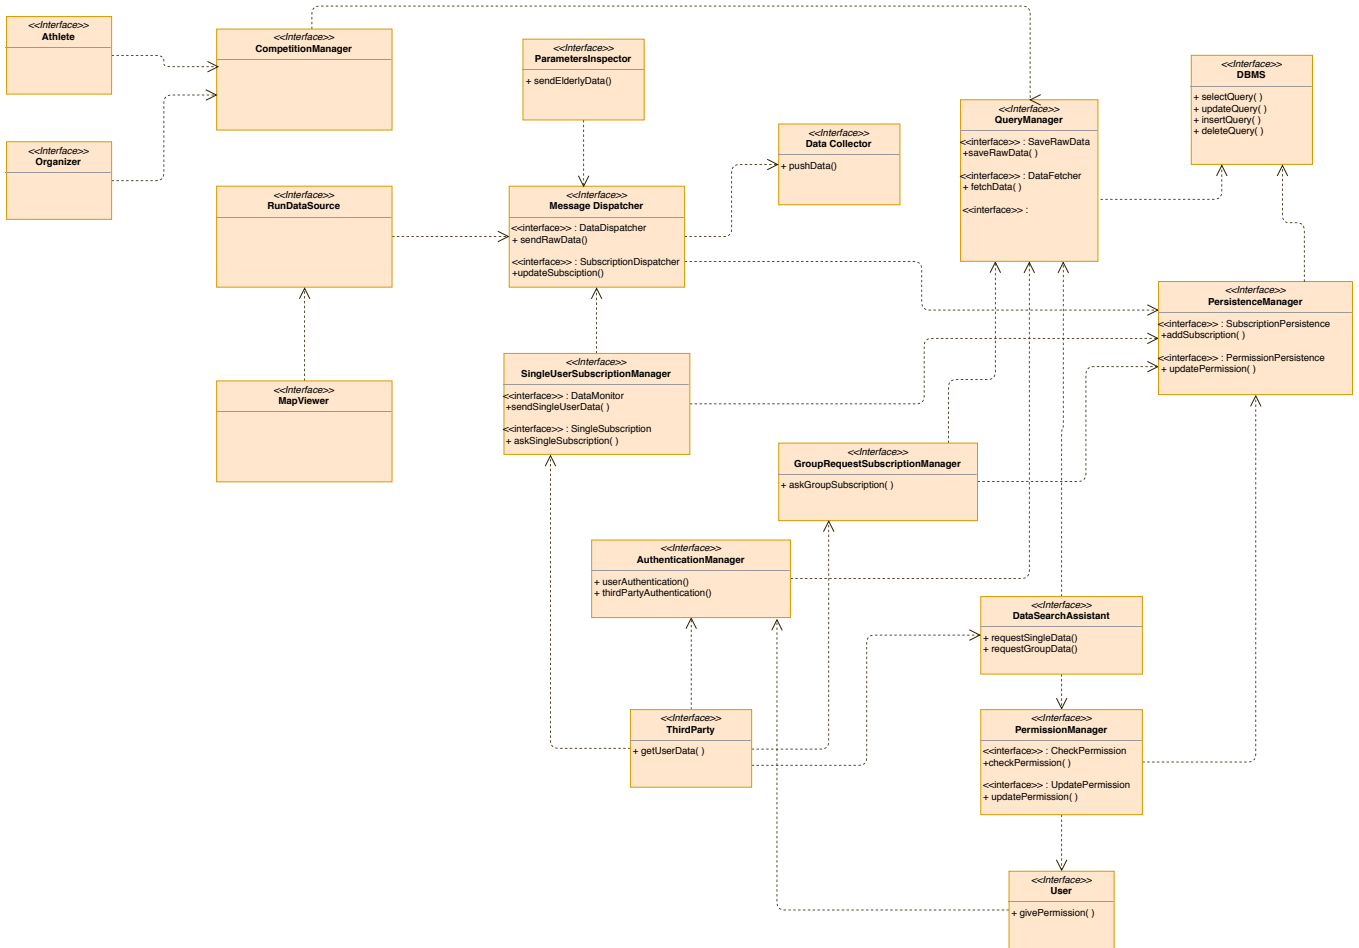 <<Interface>>
Athlete
<<Interface>>
Organizer
<<Interface>>
CompetitionManager
<<Interface>>
RunDataSource
<<Interface>>
MapViewer
<<Interface>>
ParametersInspector
+ sendElderlyData()
<<Interface>>
Data Collector
+ pushData()
<<Interface>>
Message Dispatcher
<<interface>> : DataDispatcher
+ sendRawData()
<<interface>> : SubscriptionDispatcher
+updateSubsciption()
<<Interface>>
QueryManager
<<interface>> : SaveRawData
+saveRawData( )
<<interface>> : DataFetcher
+ fetchData( )
<<interface>> :
<<Interface>>
DBMS
+ selectQuery( )
+ updateQuery( )
+ insertQuery( )
+ deleteQuery( )
<<Interface>>
PersistenceManager
<<interface>> : SubscriptionPersistence
+addSubscription( )
<<interface>> : PermissionPersistence
+ updatePermission( )
<<Interface>>
SingleUserSubscriptionManager
<<interface>> : DataMonitor
+sendSingleUserData( )
<<interface>> : SingleSubscription
+ askSingleSubscription( )
<<Interface>>
GroupRequestSubscriptionManager
+ askGroupSubscription( )
<<Interface>>
AuthenticationManager
+ userAuthentication()
+ thirdPartyAuthentication()
<<Interface>>
DataSearchAssistant
+ requestSingleData()
+ requestGroupData()
<<Interface>>
ThirdParty
+ getUserData( )
<<Interface>>
PermissionManager
<<interface>> : CheckPermission
+checkPermission( )
<<interface>> : UpdatePermission
+ updatePermission( )
<<Interface>>
User
+ givePermission( )